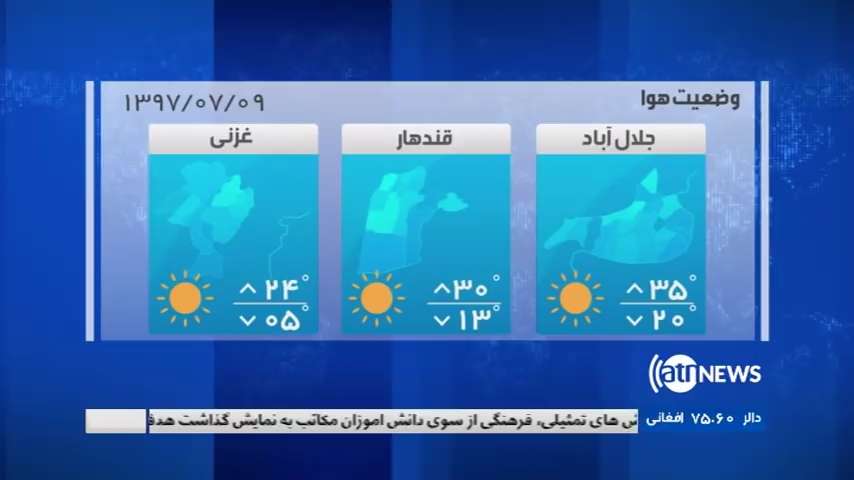 وضعیت هوا
۱۳۹۷/۰۷/۰۹
جلال آباد
۳۵°
۲۰°
قندهار
۳۰°
۱۳°
غزنی
۲۴°
۰۵°
atn NEWS
دالر ۷۵.۶۰ افغانی
های تمثیلی، فرهنگی از سوی دانش اموزان مکاتب به نمایش گذاشت